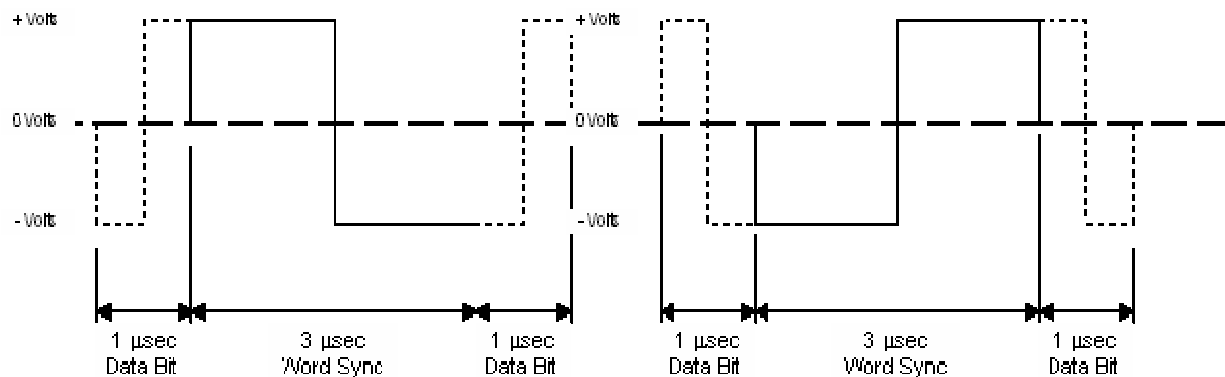 + Volts
0 Volts
- Volts
1 µsec
Data Bit
3 µsec
Word Sync
1 µsec
Data Bit
+ Volts
0 Volts
- Volts
1 µsec
Data Bit
3 µsec
Word Sync
1 µsec
Data Bit